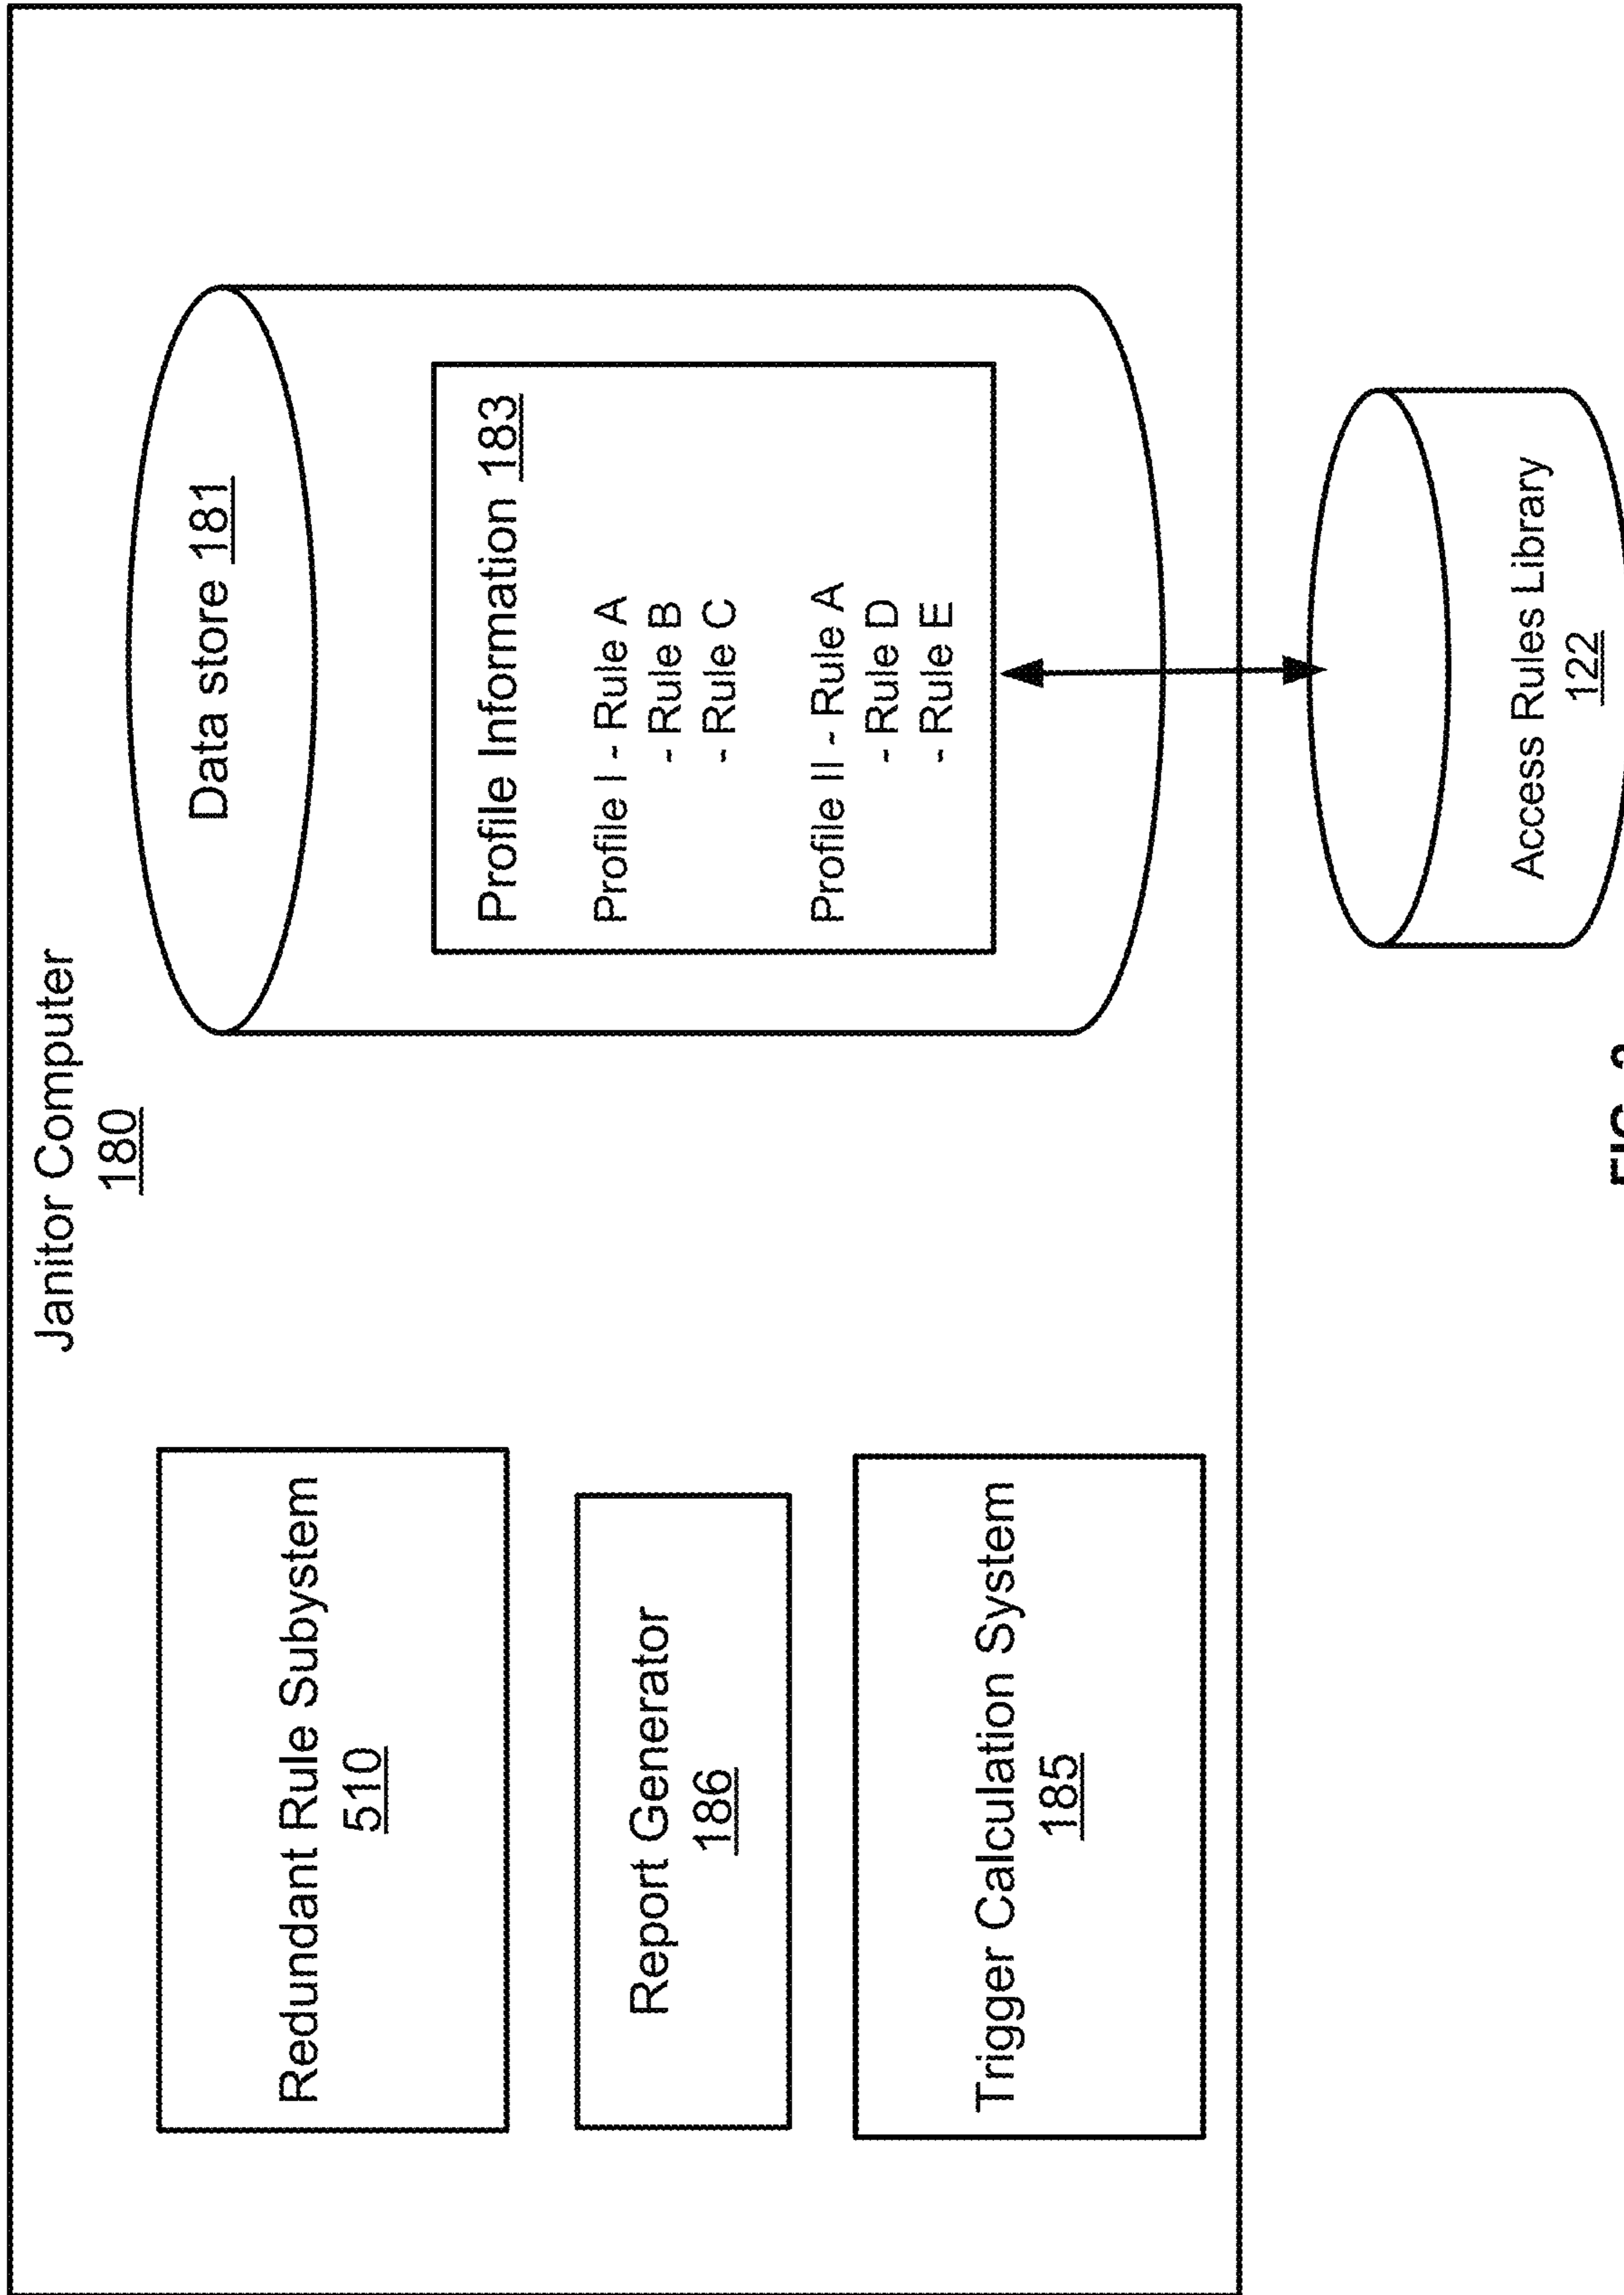 Janitor Computer
180
Redundant Rule Subystem
510
Report Generator
186
Trigger Calculation System
185
Data store 181
Profile Information 183
Profile I - Rule A
- Rule B
- Rule C
Profile II - Rule A
- Rule D
- Rule E
Access Rules Library
122
FIG.